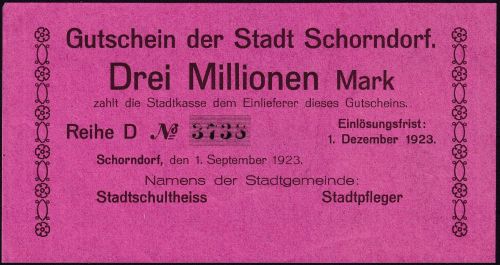 Gutschein der Stadt Schorndorf.
Drei Millionen Mark
zahlt die Stadtkasse dem Einlieferer dieses Gutscheins.
Reihe D № 3738
Einlösungsfrist:
1. Dezember 1923.
Schorndorf, den 1. September 1923.
Namens der Stadtgemeinde:
Stadtschultheiss Stadtpfleger